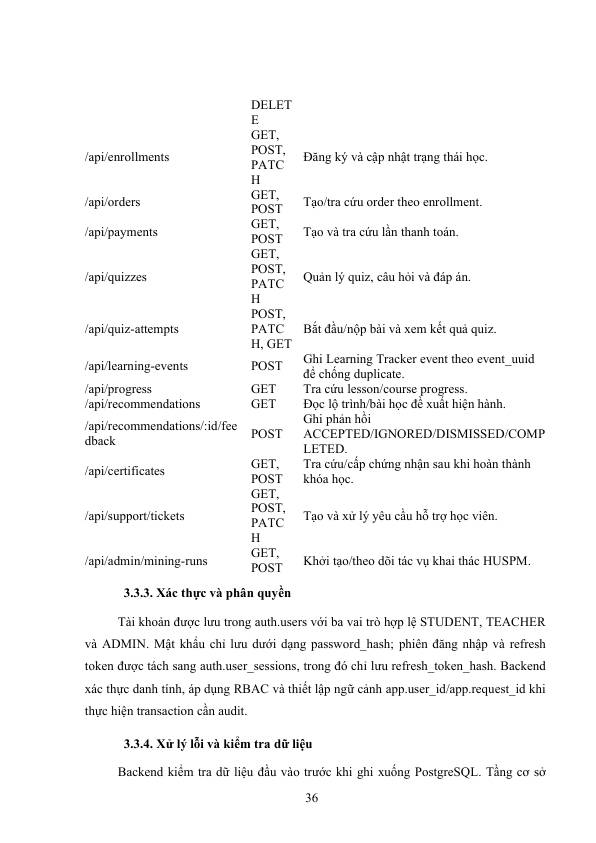 DELET
E
/api/enrollments
GET,
POST,
PATC
H
Đăng ký và cập nhật trạng thái học.
/api/orders
GET,
POST
Tạo/tra cứu order theo enrollment.
/api/payments
GET,
POST
Tạo và tra cứu lần thanh toán.
/api/quizzes
GET,
POST,
PATC
H
Quản lý quiz, câu hỏi và đáp án.
/api/quiz-attempts
POST,
PATC
H, GET
Bắt đầu/nộp bài và xem kết quả quiz.
/api/learning-events
POST
Ghi Learning Tracker event theo event_uuid
để chống duplicate.
/api/progress
GET
Tra cứu lesson/course progress.
/api/recommendations
GET
Đọc lộ trình/bài học đề xuất hiện hành.
/api/recommendations/:id/fee
dback
POST
Ghi phản hồi
ACCEPTED/IGNORED/DISMISSED/COMP
LETED.
/api/certificates
GET,
POST
Tra cứu/cấp chứng nhận sau khi hoàn thành
khóa học.
/api/support/tickets
GET,
POST,
PATC
H
Tạo và xử lý yêu cầu hỗ trợ học viên.
/api/admin/mining-runs
GET,
POST
Khởi tạo/theo dõi tác vụ khai thác HUSPM.
3.3.3. Xác thực và phân quyền
Tài khoản được lưu trong auth.users với ba vai trò hợp lệ STUDENT, TEACHER
và ADMIN. Mật khẩu chỉ lưu dưới dạng password_hash; phiên đăng nhập và refresh
token được tách sang auth.user_sessions, trong đó chỉ lưu refresh_token_hash. Backend
xác thực danh tính, áp dụng RBAC và thiết lập ngữ cảnh app.user_id/app.request_id khi
thực hiện transaction cần audit.
3.3.4. Xử lý lỗi và kiểm tra dữ liệu
Backend kiểm tra dữ liệu đầu vào trước khi ghi xuống PostgreSQL. Tầng cơ sở
36